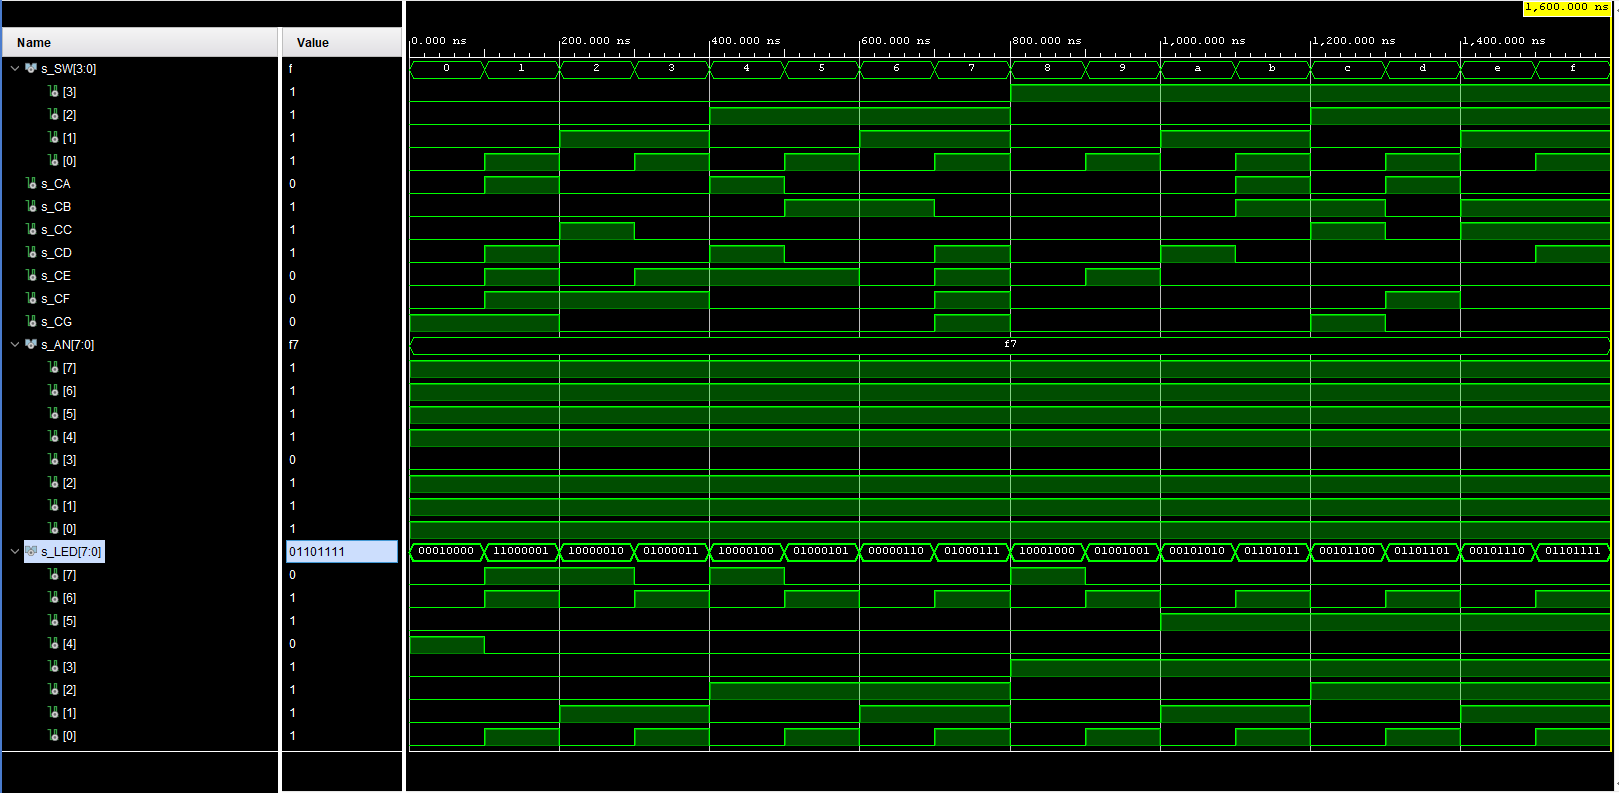 1,600.000 ns
Name Value
0.000 ns 200.000 ns 400.000 ns 600.000 ns 800.000 ns 1,000.000 ns 1,200.000 ns 1,400.000 ns
s_SW[3:0] f 0 1 2 3 4 5 6 7 8 9 a b c d e f
[3] 1
[2] 1
[1] 1
[0] 1
s_CA 0
s_CB 1
s_CC 1
s_CD 1
s_CE 0
s_CF 0
s_CG 0
s_AN[7:0] f7 f7
[7] 1
[6] 1
[5] 1
[4] 1
[3] 0
[2] 1
[1] 1
[0] 1
s_LED[7:0] 01101111 00010000 11000001 10000010 01000011 10000100 01000101 00000110 01000111 10001000 01001001 00101010 01101011 00101100 01101101 00101110 01101111
[7] 0
[6] 1
[5] 1
[4] 0
[3] 1
[2] 1
[1] 1
[0] 1